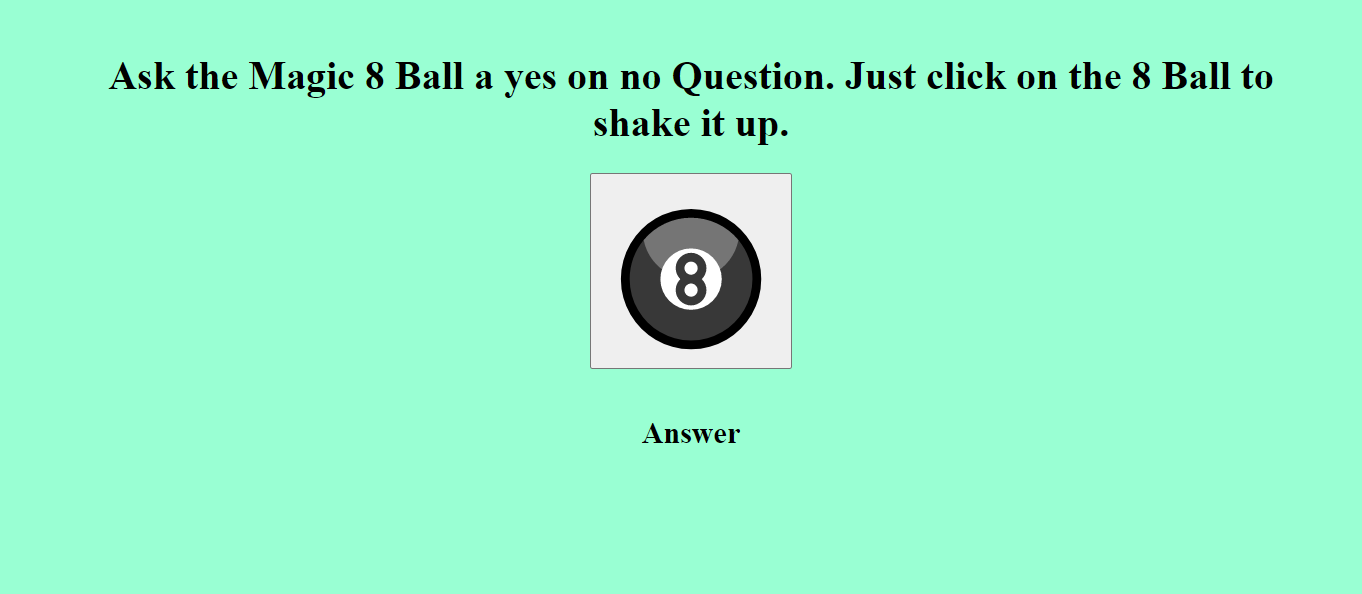 Ask the Magic 8 Ball a yes on no Question. Just click on the 8 Ball to
shake it up.
8
Answer